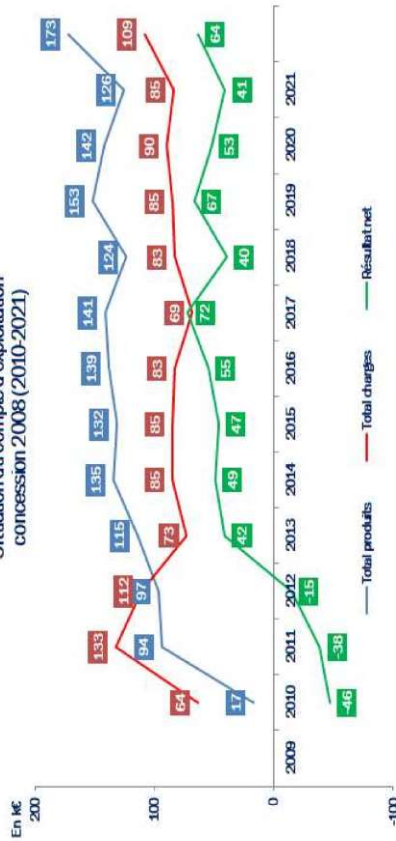 du compte d'exploitation
concession 2008 (2010-2021)
En k€
200
100
0
-100
17 94 97 115 135 132 139 141 124 153 142 126 173
64 133 112 73 85 85 83 69 83 85 90 85 109
-46 -38 -15 42 49 47 55 72 40 67 53 41 64
2009 2010 2011 2012 2013 2014 2015 2016 2017 2018 2019 2020 2021
Total produits Total charges Résultat net